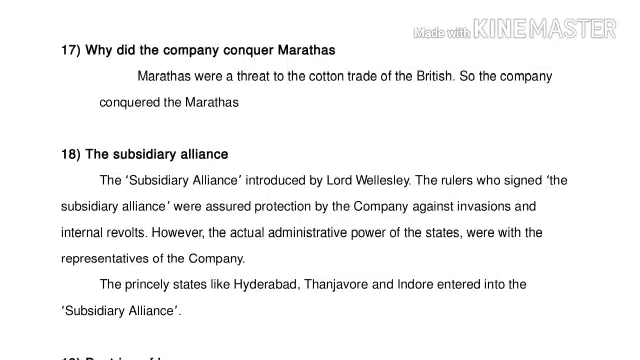 Made with KINEMASTER
17) Why did the company conquer Marathas
Marathas were a threat to the cotton trade of the British. So the company
conquered the Marathas
18) The subsidiary alliance
The ‘Subsidiary Alliance’ introduced by Lord Wellesley. The rulers who signed ‘the
subsidiary alliance’ were assured protection by the Company against invasions and
internal revolts. However, the actual administrative power of the states, were with the
representatives of the Company.
The princely states like Hyderabad, Thanjavore and Indore entered into the
‘Subsidiary Alliance’.